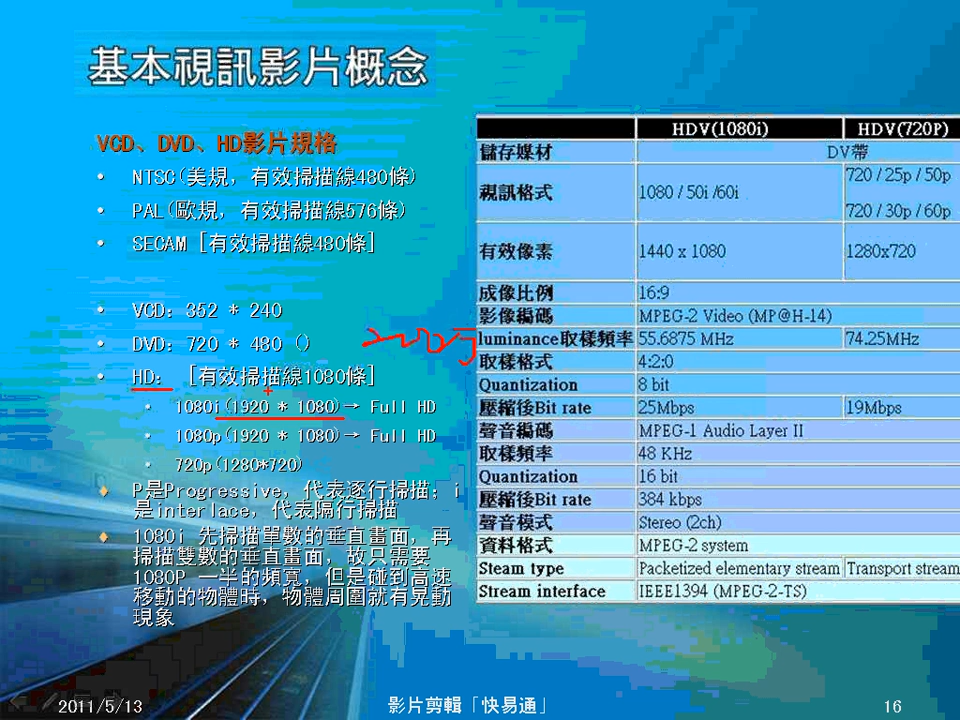 基本視訊影片概念
VCD、DVD、HD影片規格
• NTSC(美規, 有效掃描線480條)
• PAL(歐規, 有效掃描線576條)
• SECAM [有效掃描線480條]
• VCD: 352 * 240
• DVD: 720 * 480 ()
• HD: [有效掃描線1080條]
• 1080i(1920 * 1080)→ Full HD
• 1080p(1920 * 1080)→ Full HD
• 720p(1280*720)
♦ P是Progressive, 代表逐行掃描; i
是interlace, 代表隔行掃描
♦ 1080i 先掃描單數的垂直畫面, 再
掃描雙數的垂直畫面, 故只需要
1080P 一半的頻寬, 但是碰到高速
移動的物體時, 物體周圍就有晃動
現象
HDV(1080i) HDV(720P)
儲存媒材 DV帶
視訊格式 1080 / 50i /60i 720 / 25p / 50p
720 / 30p / 60p
有效像素 1440 x 1080 1280x720
成像比例 16:9
影像編碼 MPEG-2 Video (MP@H-14)
luminance取樣頻率 55.6875 MHz 74.25MHz
取樣格式 4:2:0
Quantization 8 bit
壓縮後Bit rate 25Mbps 19Mbps
聲音編碼 MPEG-1 Audio Layer II
取樣頻率 48 KHz
Quantization 16 bit
壓縮後Bit rate 384 kbps
聲音模式 Stereo (2ch)
資料格式 MPEG-2 system
Steam type Packetized elementary stream Transport stream
Stream interface IEEE1394 (MPEG-2-TS)
2011/5/13 影片剪輯「快易通」 16